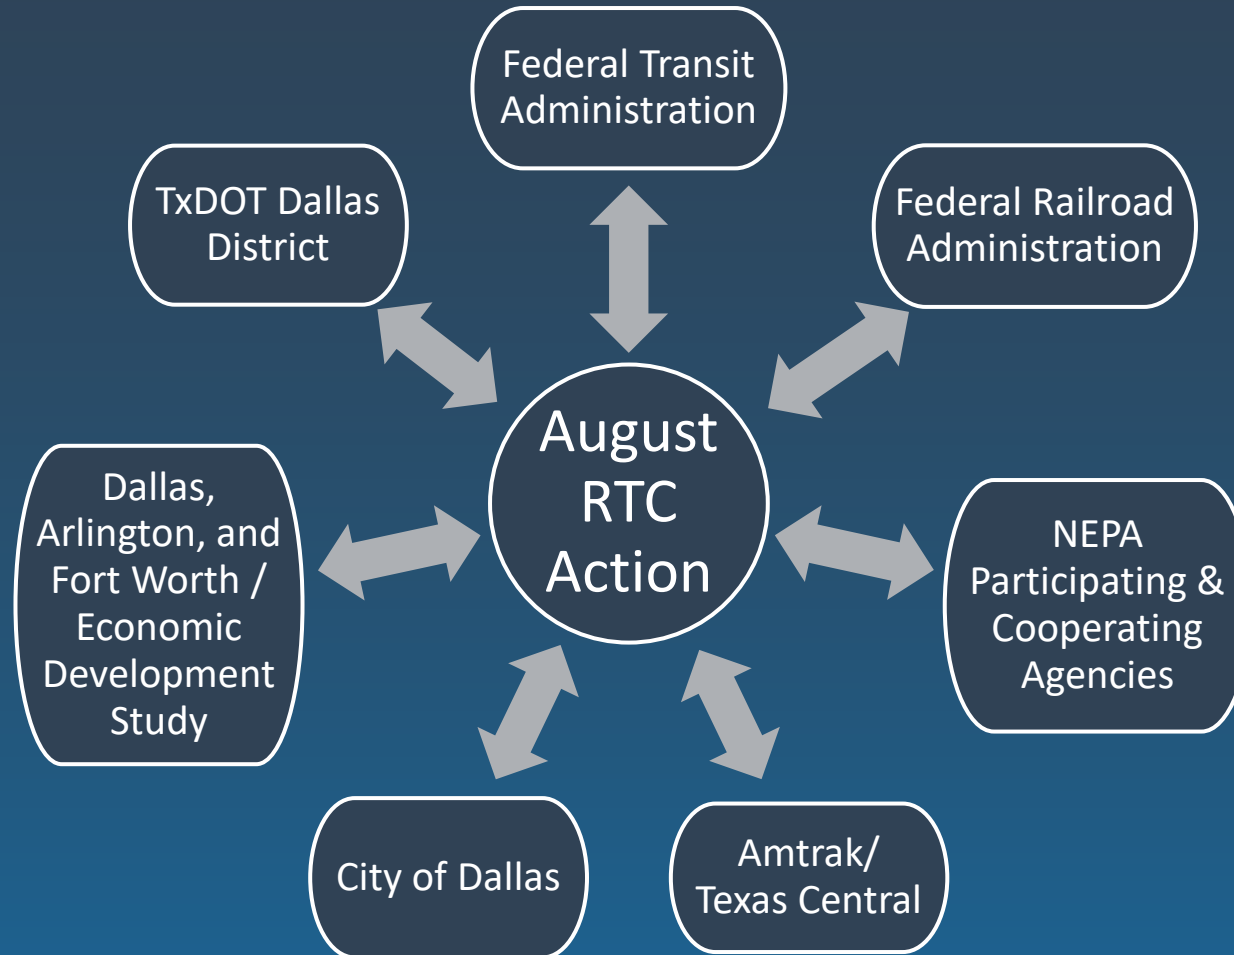 Federal Transit
Administration
TxDOT Dallas
District
Federal Railroad
Administration
August
RTC
Action
Dallas,
Arlington, and
Fort Worth /
Economic
Development
Study
NEPA
Participating &
Cooperating
Agencies
City of Dallas
Amtrak/
Texas Central